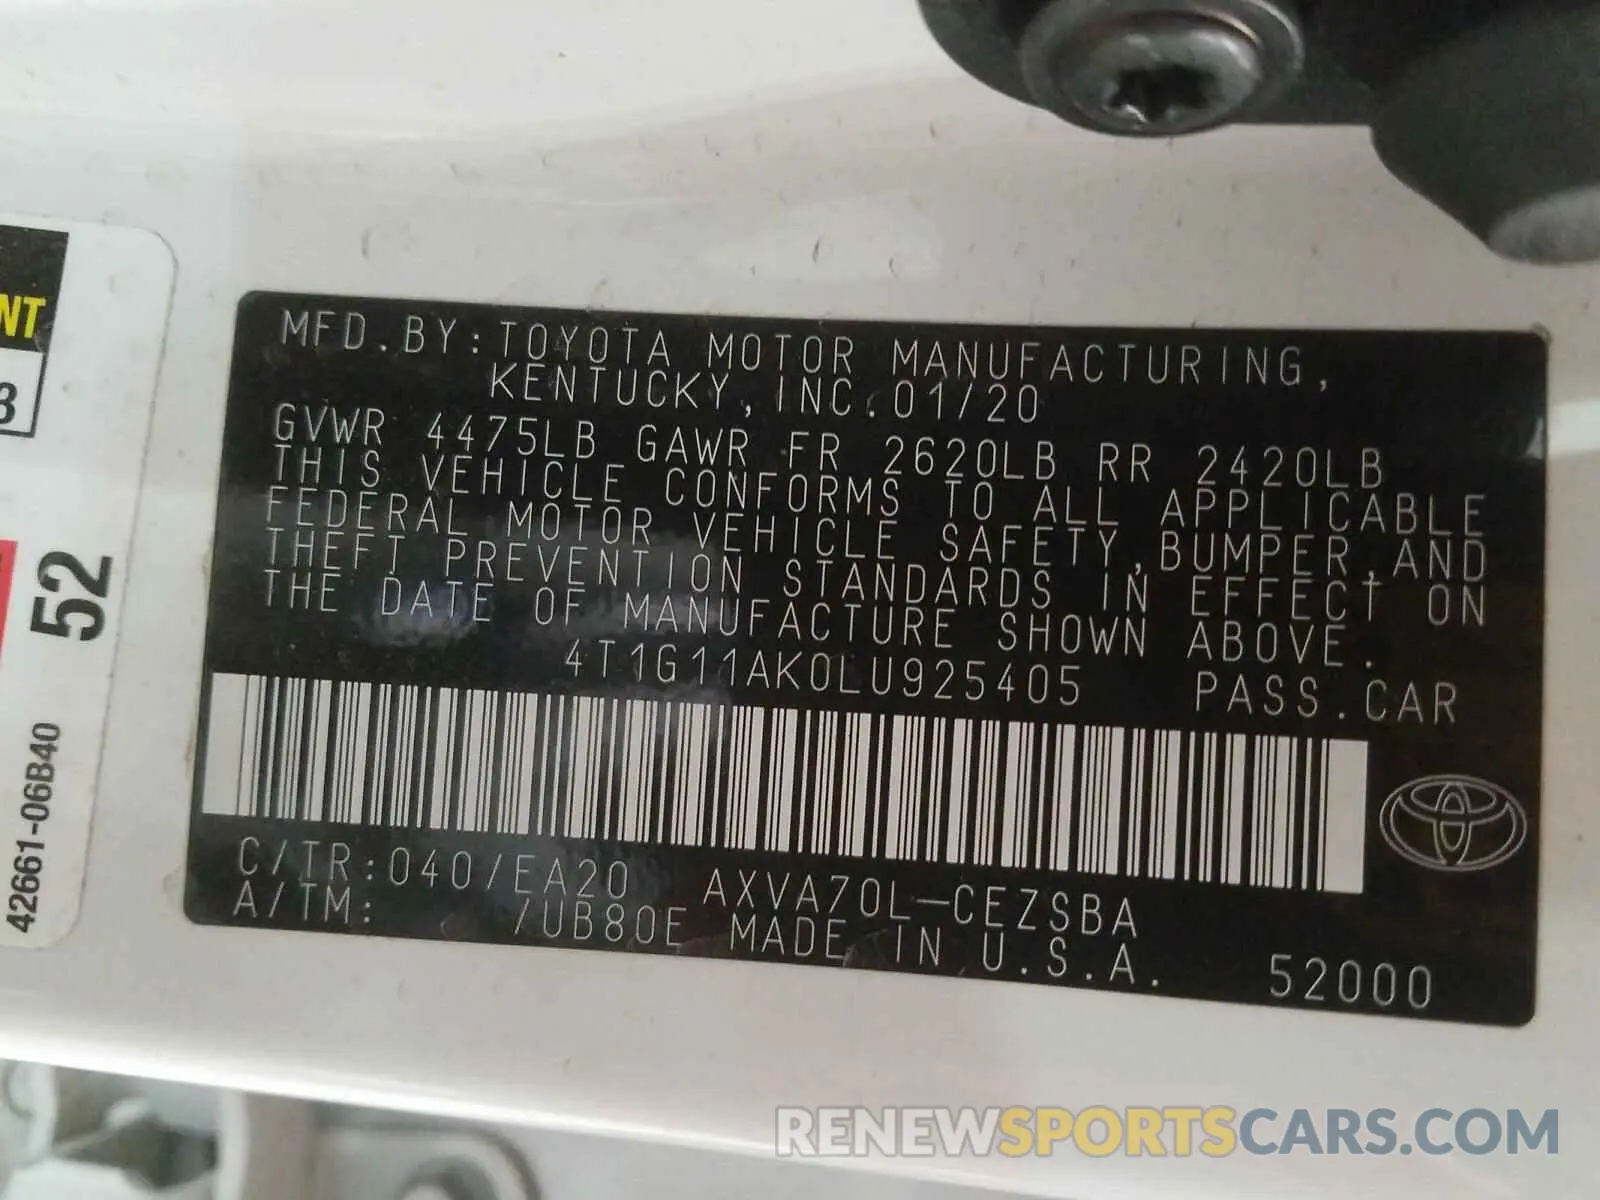 MFD.BY:TOYOTA MOTOR MANUFACTURING,
KENTUCKY,INC.01/20
GVWR 4475LB GAWR FR 2620LB RR 2420LB
THIS VEHICLE CONFORMS TO ALL APPLICABLE
FEDERAL MOTOR VEHICLE SAFETY,BUMPER,AND
THEFT PREVENTION STANDARDS IN EFFECT ON
THE DATE OF MANUFACTURE SHOWN ABOVE.
4T1G11AK0LU925405 PASS.CAR
C/TR:040/EA20 AXVA70L-CEZSBA
A/TM: /UB80E MADE IN U.S.A.
52000
NT
3
52
42661-06B40
RENEWSPORTSCARS.COM